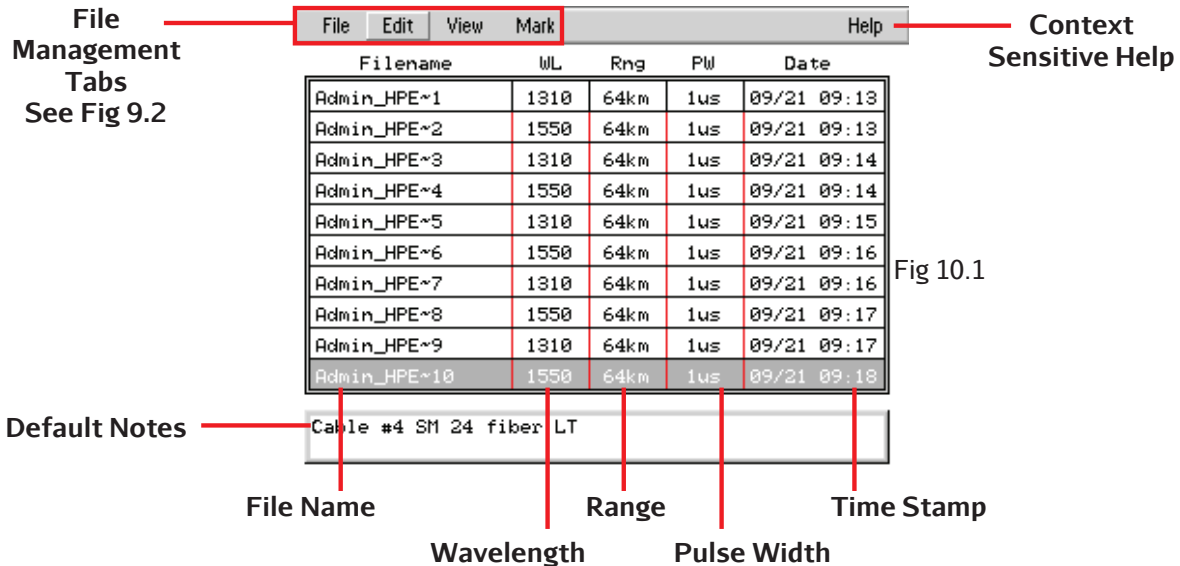 File
Management
Tabs
See Fig 9.2
File Edit View Mark Help
Context
Sensitive Help
Filename WL Rng PW Date
Admin_HPE~1 1310 64km 1us 09/21 09:13
Admin_HPE~2 1550 64km 1us 09/21 09:13
Admin_HPE~3 1310 64km 1us 09/21 09:14
Admin_HPE~4 1550 64km 1us 09/21 09:14
Admin_HPE~5 1310 64km 1us 09/21 09:15
Admin_HPE~6 1550 64km 1us 09/21 09:16
Admin_HPE~7 1310 64km 1us 09/21 09:16
Admin_HPE~8 1550 64km 1us 09/21 09:17
Admin_HPE~9 1310 64km 1us 09/21 09:17
Admin_HPE~10 1550 64km 1us 09/21 09:18
Fig 10.1
Default Notes
Cable #4 SM 24 fiber LT
File Name Range Time Stamp
Wavelength Pulse Width